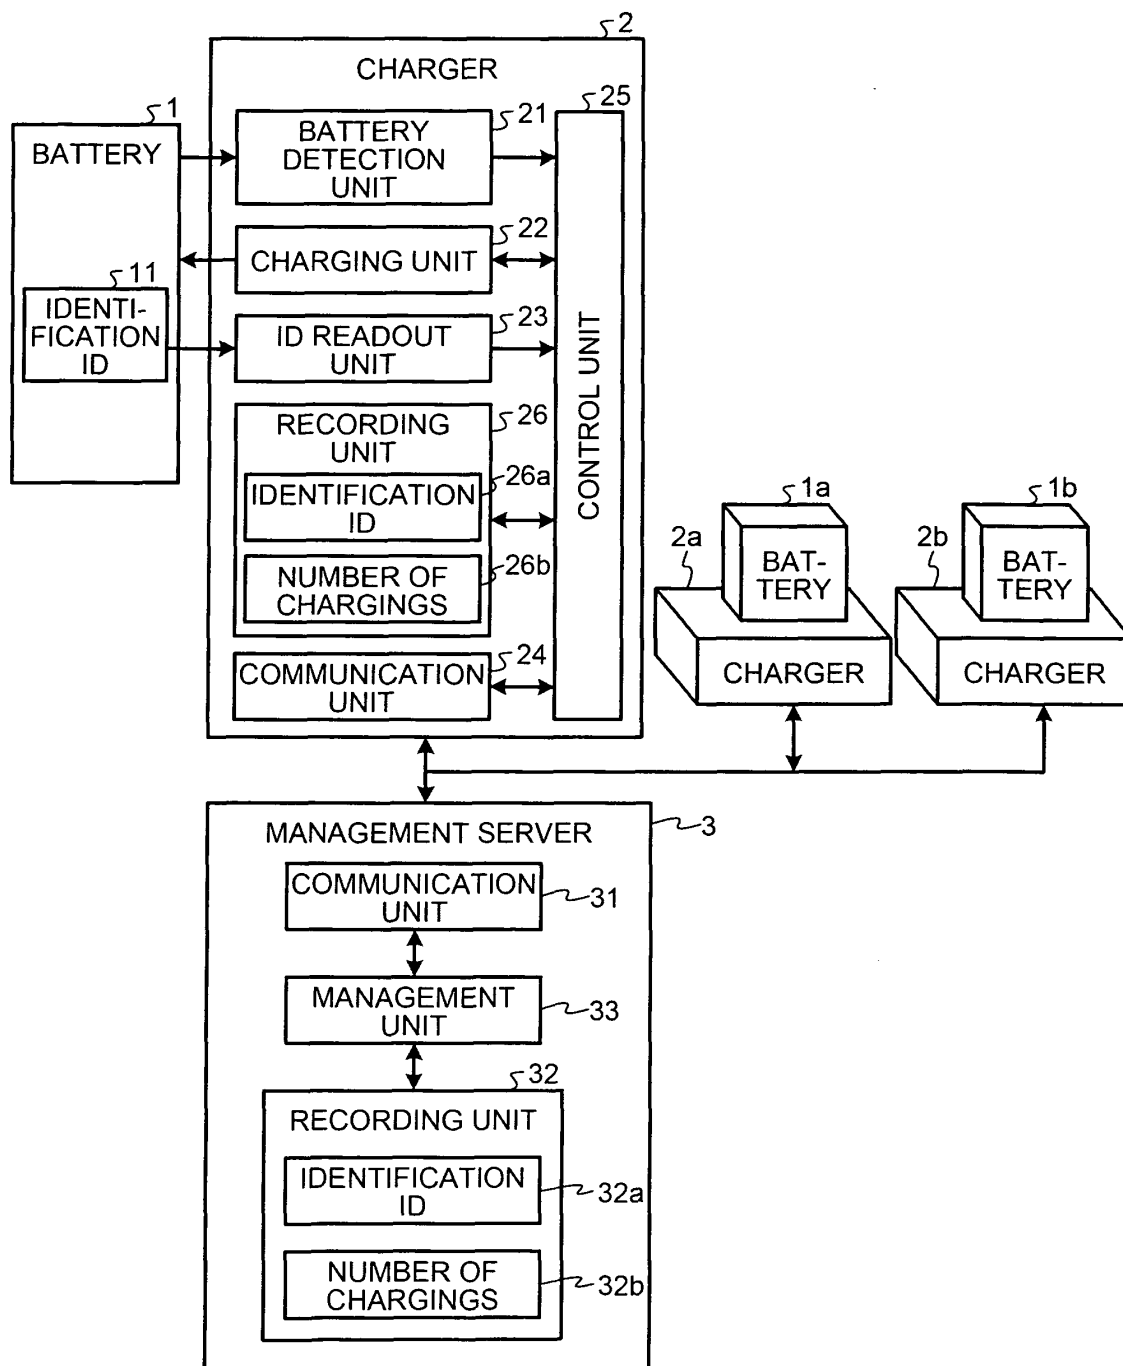 2
CHARGER
1
BATTERY
21
BATTERY
DETECTION
UNIT
25
CONTROL UNIT
22
CHARGING UNIT
11
IDENTI-
FICATION
ID
23
ID READOUT
UNIT
26
RECORDING
UNIT
26a
IDENTIFICATION
ID
26b
NUMBER OF
CHARGINGS
24
COMMUNICATION
UNIT
1a
BAT-
TERY
2a
CHARGER
1b
BAT-
TERY
2b
CHARGER
MANAGEMENT SERVER
3
COMMUNICATION
UNIT
31
MANAGEMENT
UNIT
33
32
RECORDING UNIT
IDENTIFICATION
ID
32a
NUMBER OF
CHARGINGS
32b